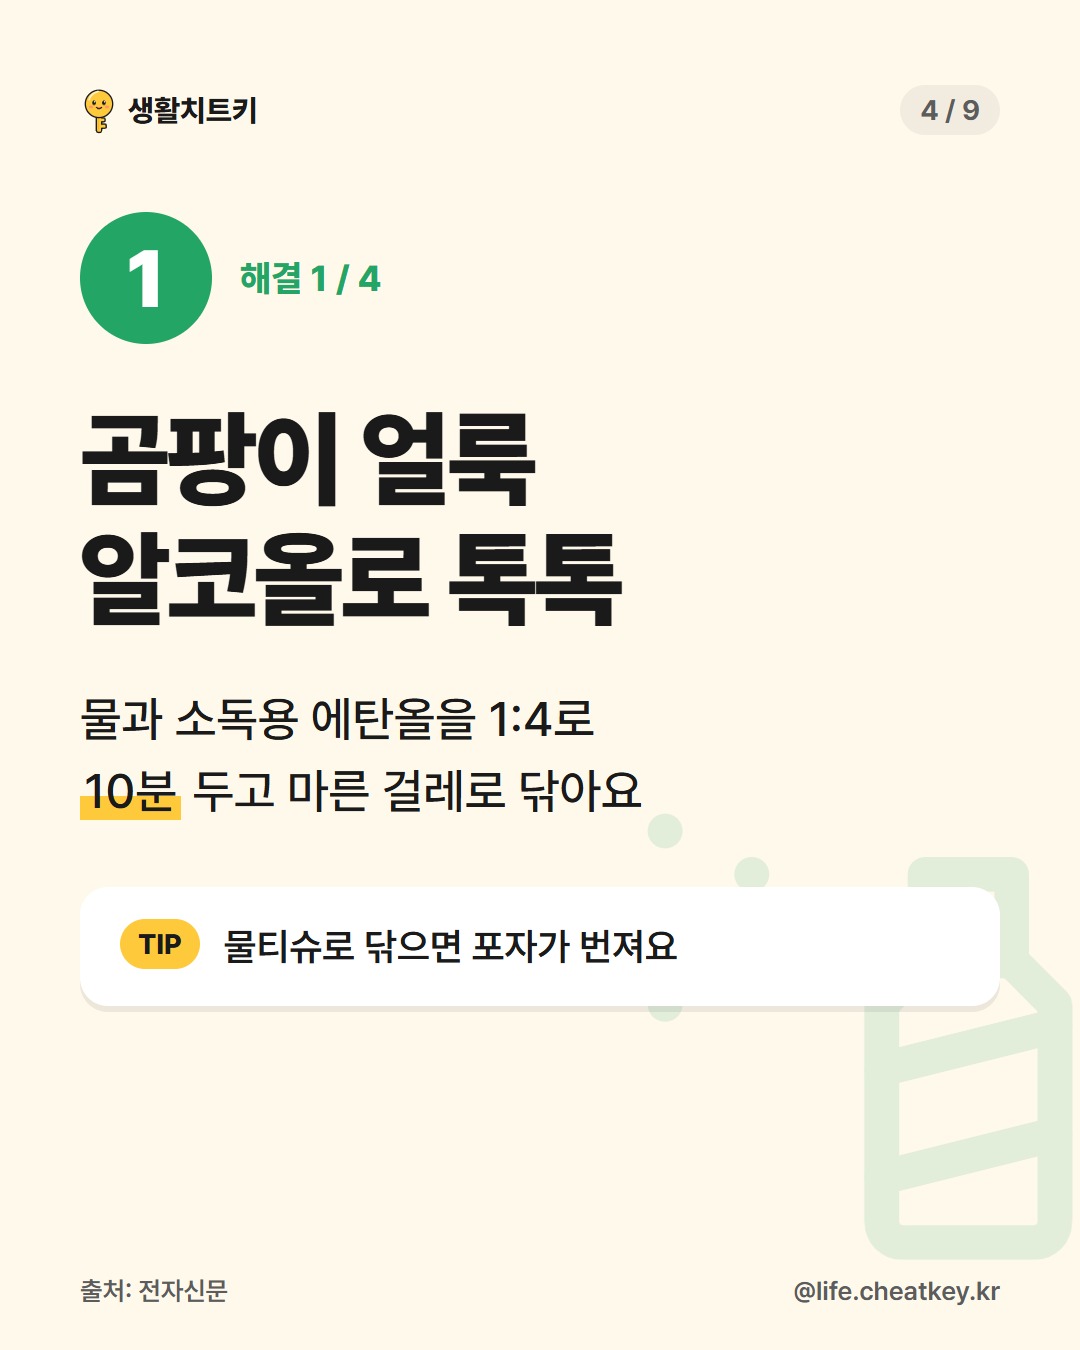 생활치트키
4 / 9
1
해결 1 / 4
곰팡이 얼룩
알코올로 톡톡
물과 소독용 에탄올을 1:4로
10분 두고 마른 걸레로 닦아요
TIP 물티슈로 닦으면 포자가 번져요
출처: 전자신문
@life.cheatkey.kr